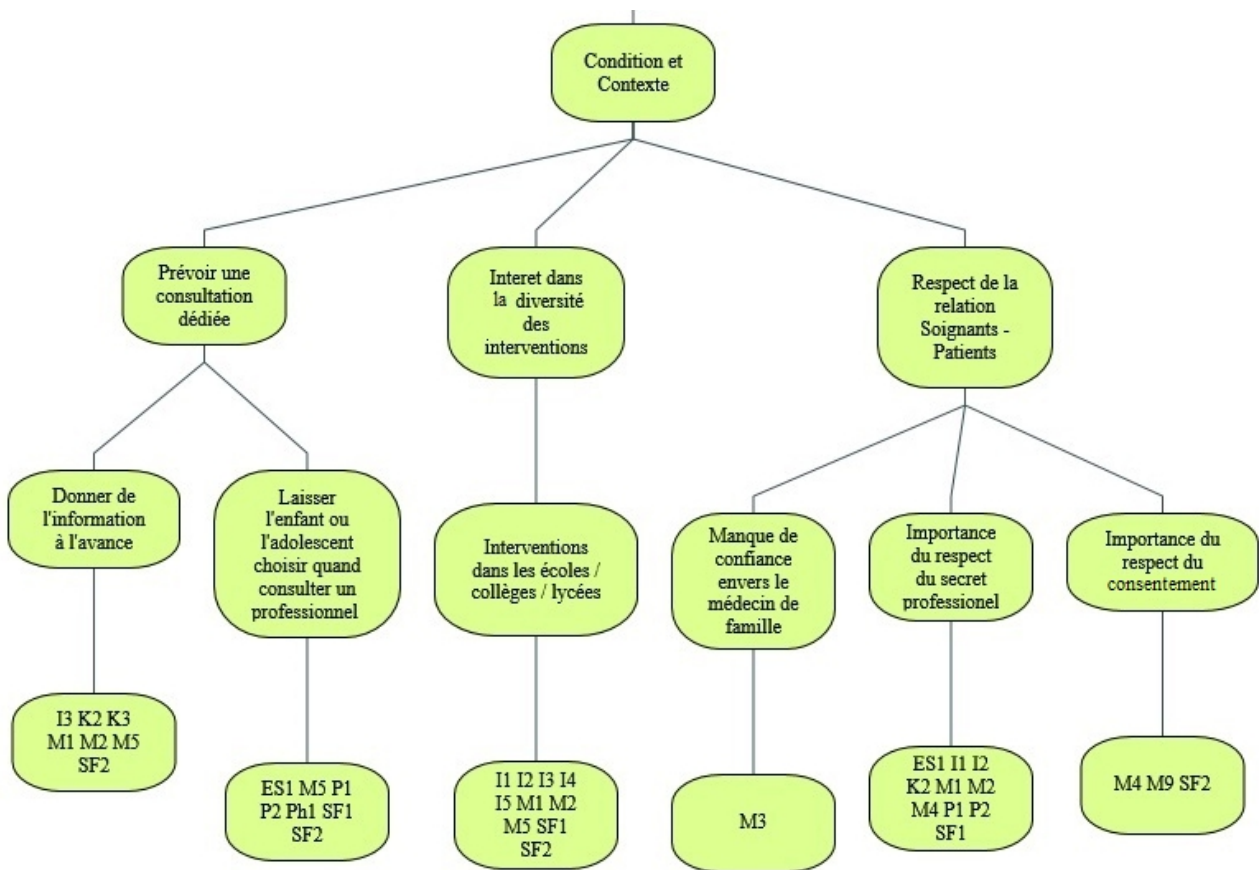 Condition et
Contexte
Prévoir une
consultation
dédiée
Interet dans
la diversité
des
interventions
Respect de la
relation
Soignants -
Patients
Donner de
l'information
à l'avance
Laisser
l'enfant ou
l'adolescent
choisir quand
consulter un
professionnel
Interventions
dans les écoles /
collèges / lycées
Manque de
confiance
envers le
médecin de
famille
Importance
du respect
du secret
professionel
Importance du
respect du
consentement
I3 K2 K3
M1 M2 M5
SF2
ES1 M5 P1
P2 Ph1 SF1
SF2
I1 I2 I3 I4
I5 M1 M2
M5 SF1
SF2
M3
ES1 I1 I2
K2 M1 M2
M4 P1 P2
SF1
M4 M9 SF2